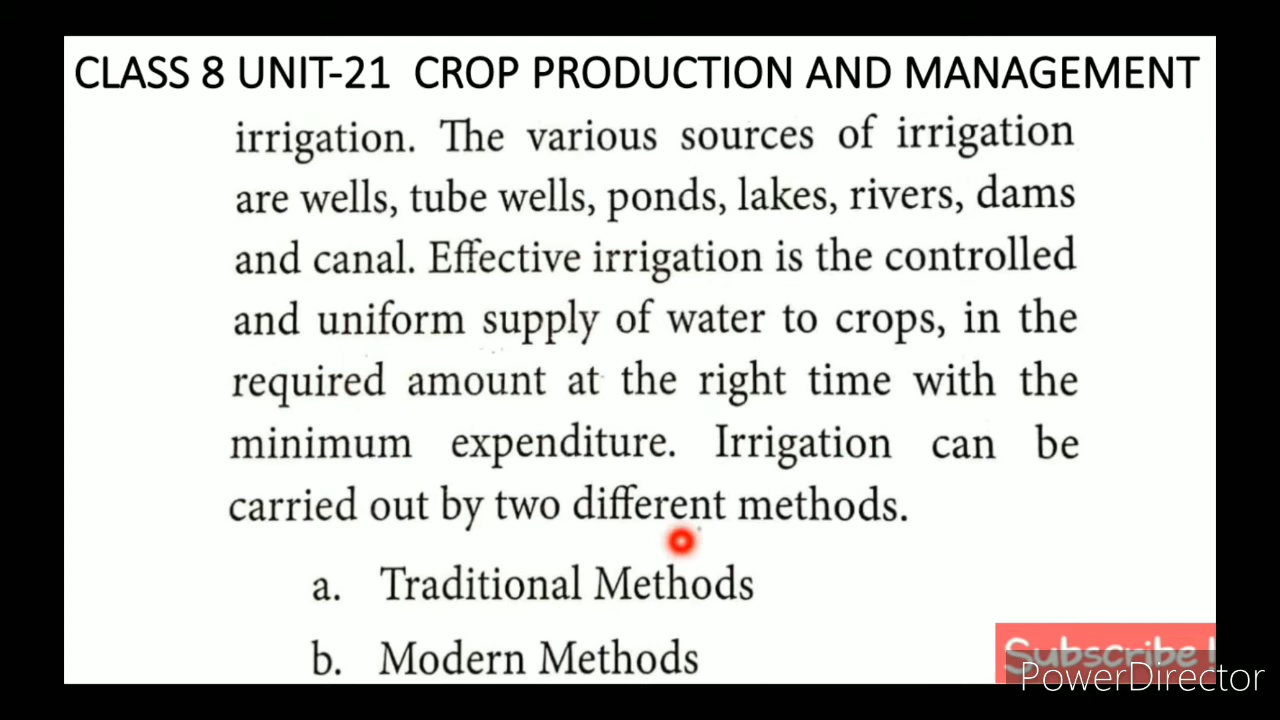 CLASS 8 UNIT-21 CROP PRODUCTION AND MANAGEMENT
irrigation. The various sources of irrigation
are wells, tube wells, ponds, lakes, rivers, dams
and canal. Effective irrigation is the controlled
and uniform supply of water to crops, in the
required amount at the right time with the
minimum expenditure. Irrigation can be
carried out by two different methods.
a. Traditional Methods
b. Modern Methods
Subscribe !
PowerDirector